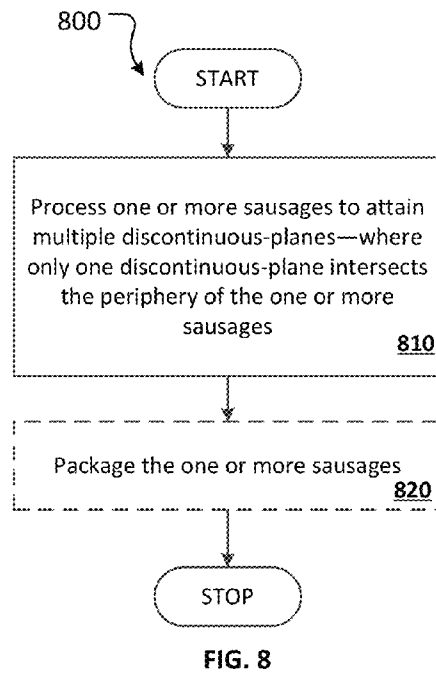 800
START
Process one or more sausages to attain
multiple discontinuous-planes—where
only one discontinuous-plane intersects
the periphery of the one or more
sausages
810
Package the one or more sausages
820
STOP
FIG. 8